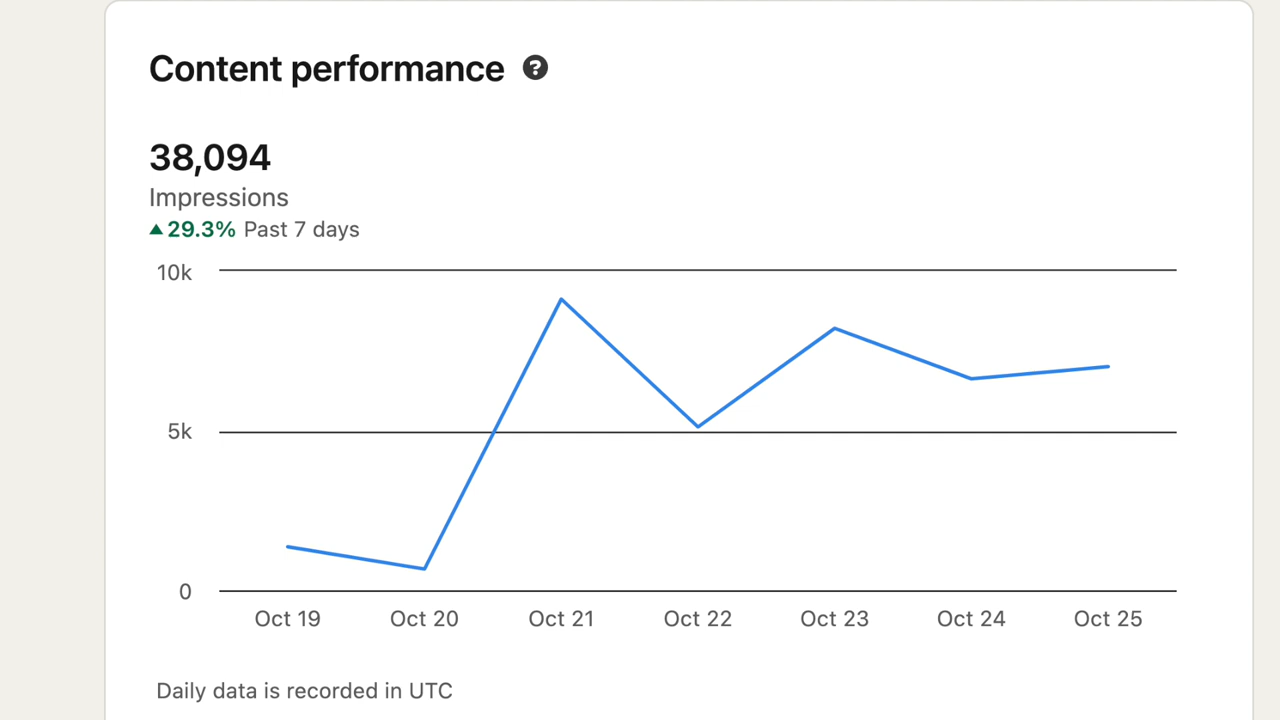 Content performance ?
38,094
Impressions
▲29.3% Past 7 days
10k
5k
0
Oct 19 Oct 20 Oct 21 Oct 22 Oct 23 Oct 24 Oct 25
Daily data is recorded in UTC